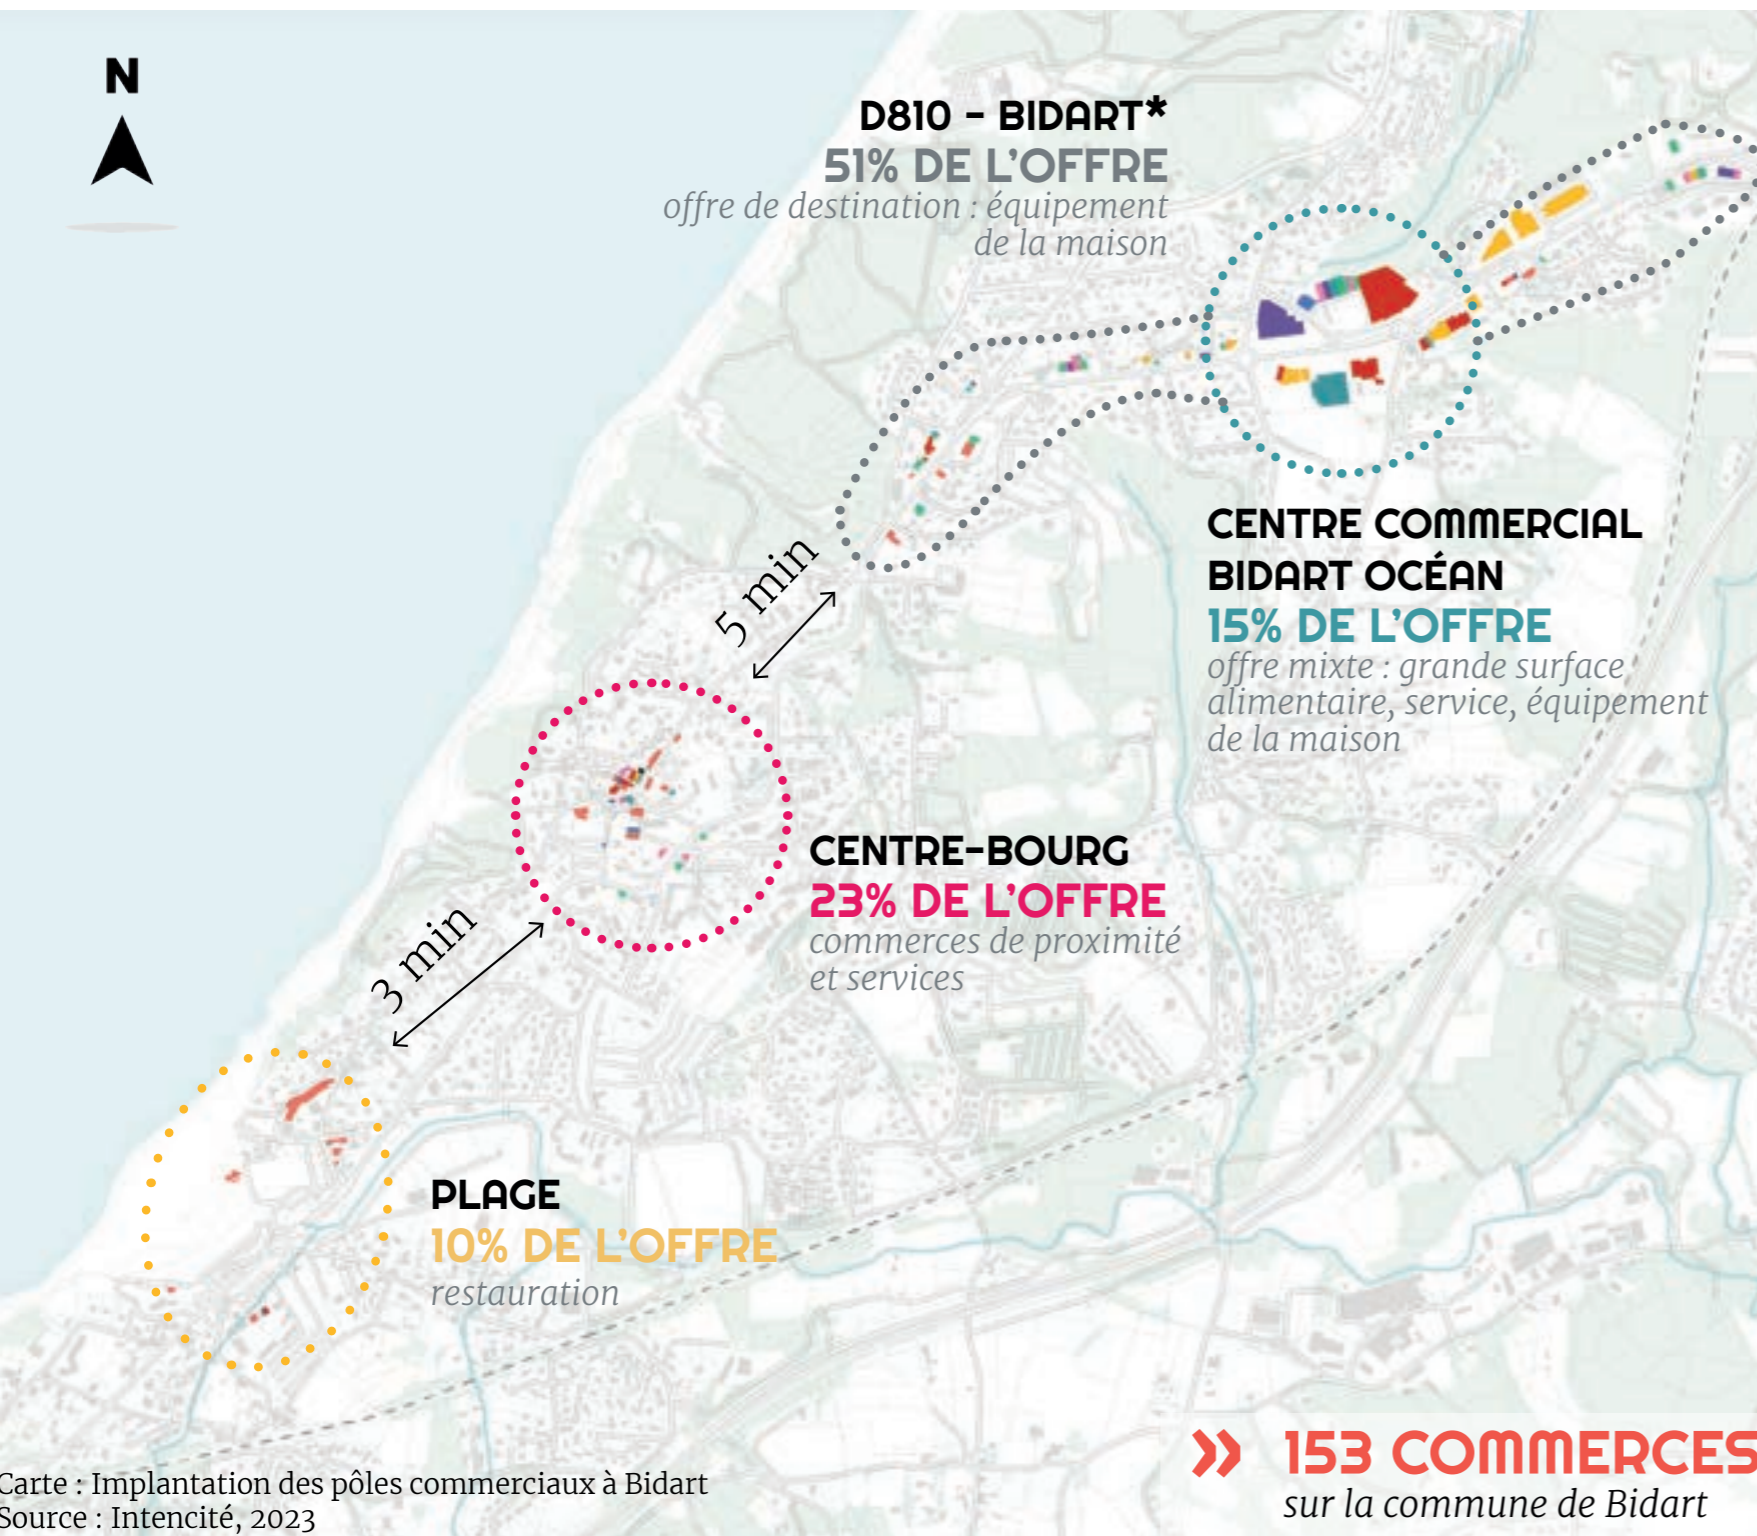 N
D810 - BIDART*
51% DE L'OFFRE
offre de destination : équipement
de la maison
CENTRE COMMERCIAL
BIDART OCÉAN
15% DE L'OFFRE
offre mixte : grande surface
alimentaire, service, équipement
de la maison
5 min
CENTRE-BOURG
23% DE L'OFFRE
commerces de proximité
et services
3 min
PLAGE
10% DE L'OFFRE
restauration
» 153 COMMERCES
sur la commune de Bidart
Carte : Implantation des pôles commerciaux à Bidart
Source : Intencité, 2023